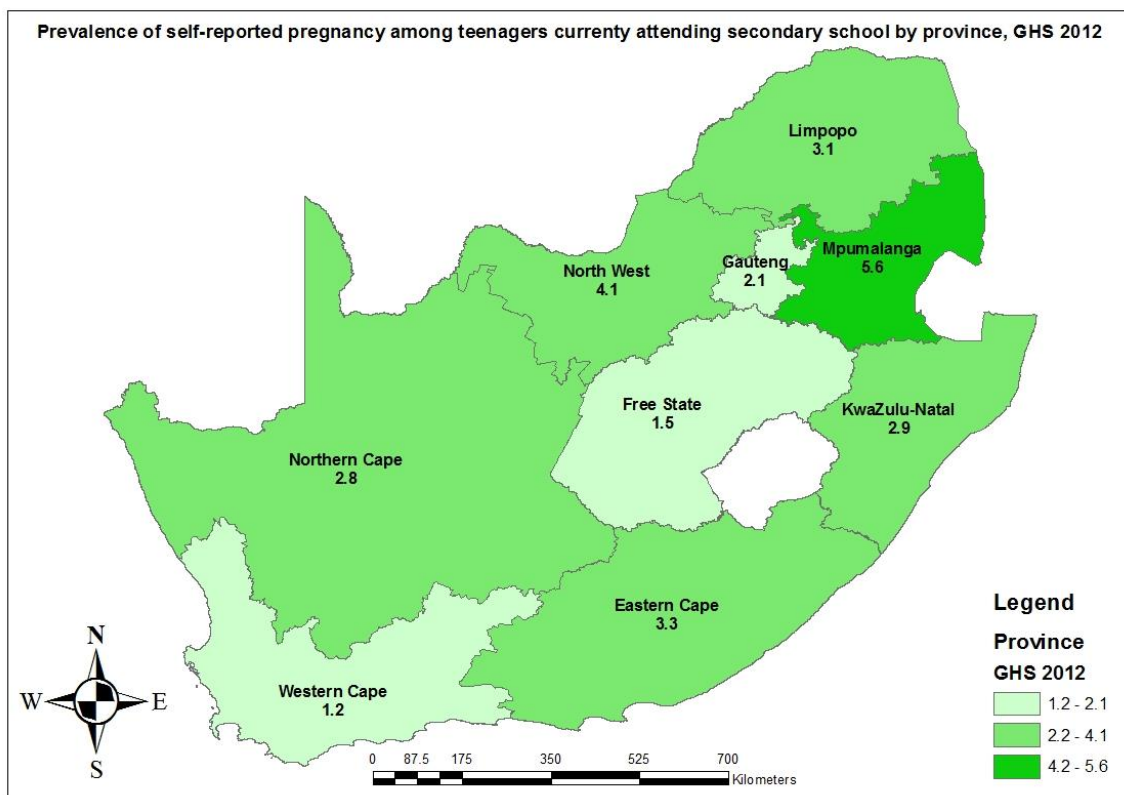 Prevalence of self-reported pregnancy among teenagers currenty attending secondary school by province, GHS 2012
Limpopo
3.1
Mpumalanga
5.6
Gauteng
2.1
North West
4.1
Free State
1.5
KwaZulu-Natal
2.9
Northern Cape
2.8
Eastern Cape
3.3
Western Cape
1.2
N
W
E
S
0 87.5 175 350 525 700
Kilometers
Legend
Province
GHS 2012
1.2 - 2.1
2.2 - 4.1
4.2 - 5.6